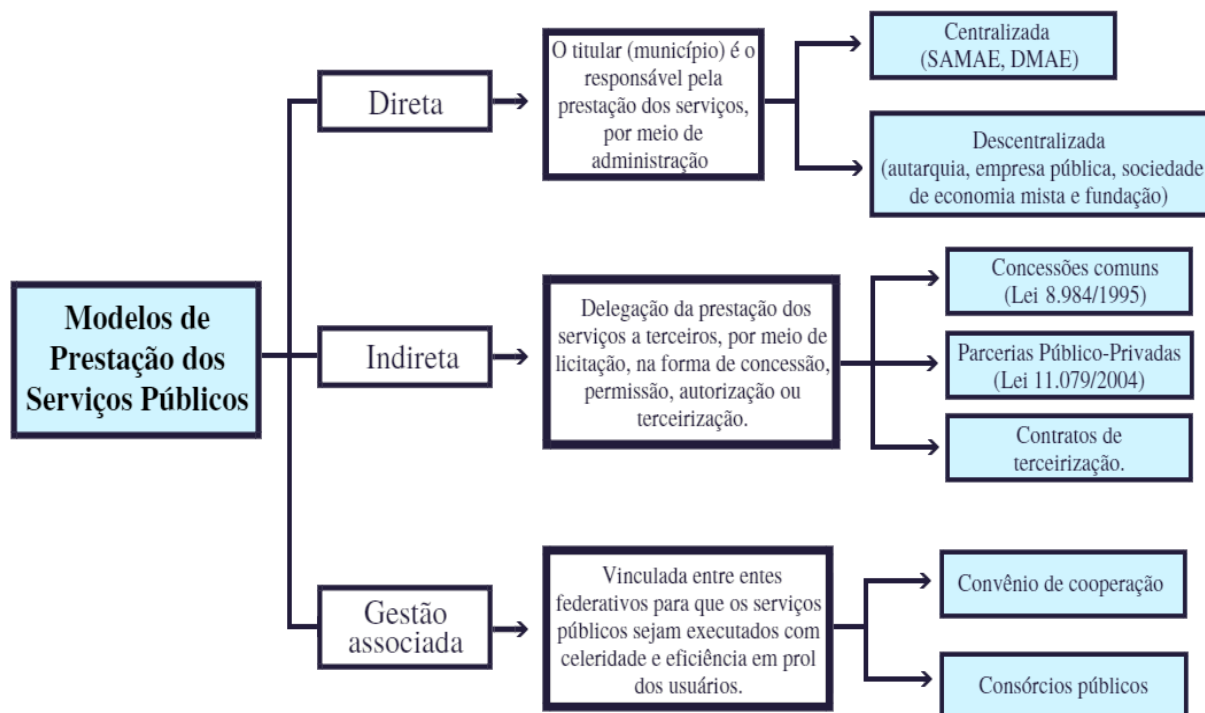 Modelos de
Prestação dos
Serviços Públicos
Direta
O titular (município) é o
responsável pela
prestação dos serviços,
por meio de
administração
Centralizada
(SAMAE, DMAE)
Descentralizada
(autarquia, empresa pública, sociedade
de economia mista e fundação)
Indireta
Delegação da prestação dos
serviços a terceiros, por meio de
licitação, na forma de concessão,
permissão, autorização ou
terceirização.
Concessões comuns
(Lei 8.984/1995)
Parcerias Público-Privadas
(Lei 11.079/2004)
Contratos de
terceirização.
Gestão
associada
Vinculada entre entes
federativos para que os serviços
públicos sejam executados com
celeridade e eficiência em prol
dos usuários.
Convênio de cooperação
Consórcios públicos